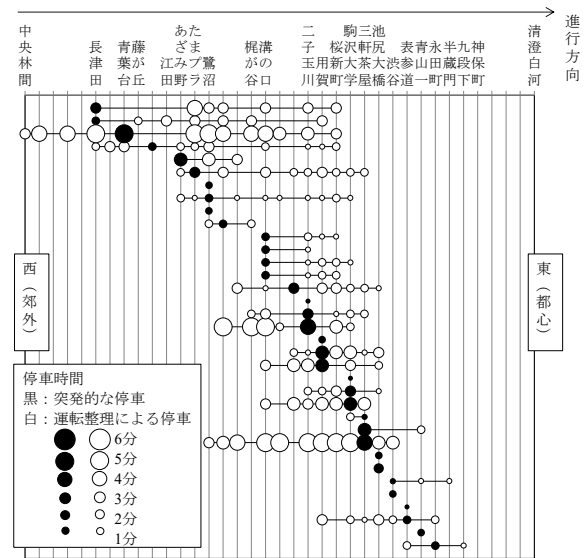 進行方向
中央林間
長津田
青葉台
藤が丘
江田
あざみ野
たまプラ
鷺沼
梶が谷
溝の口
二子玉川
用賀
桜新町
駒沢大学
三軒茶屋
池尻大橋
渋谷
表参道
青山一
永田町
半蔵門
九段下
神保町
清澄白河
西（郊外）
東（都心）
停車時間
黒：突発的な停車
白：運転整理による停車
6分
5分
4分
3分
2分
1分